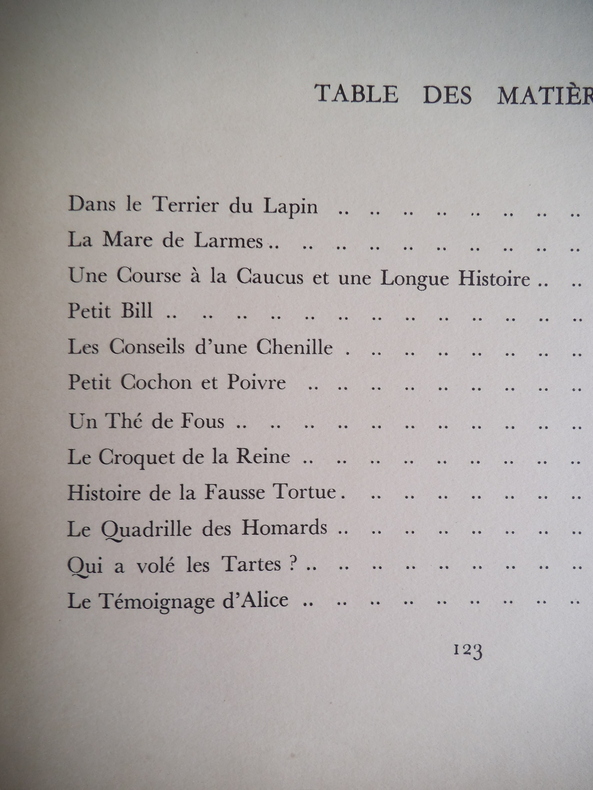 TABLE DES MATIÈR
Dans le Terrier du Lapin .. .. .. .. .. .. .. ..
La Mare de Larmes .. .. .. .. .. .. .. .. .. ..
Une Course à la Caucus et une Longue Histoire .. ..
Petit Bill .. .. .. .. .. .. .. .. .. .. .. .. ..
Les Conseils d'une Chenille . .. .. .. .. .. .. ..
Petit Cochon et Poivre .. .. .. .. .. .. .. .. ..
Un Thé de Fous .. .. .. .. .. .. .. .. .. .. ..
Le Croquet de la Reine .. .. .. .. .. .. .. .. ..
Histoire de la Fausse Tortue . .. .. .. .. .. .. ..
Le Quadrille des Homards .. .. .. .. .. .. .. ..
Qui a volé les Tartes ? .. .. .. .. .. .. .. .. ..
Le Témoignage d'Alice .. .. .. .. .. .. .. .. ..
123